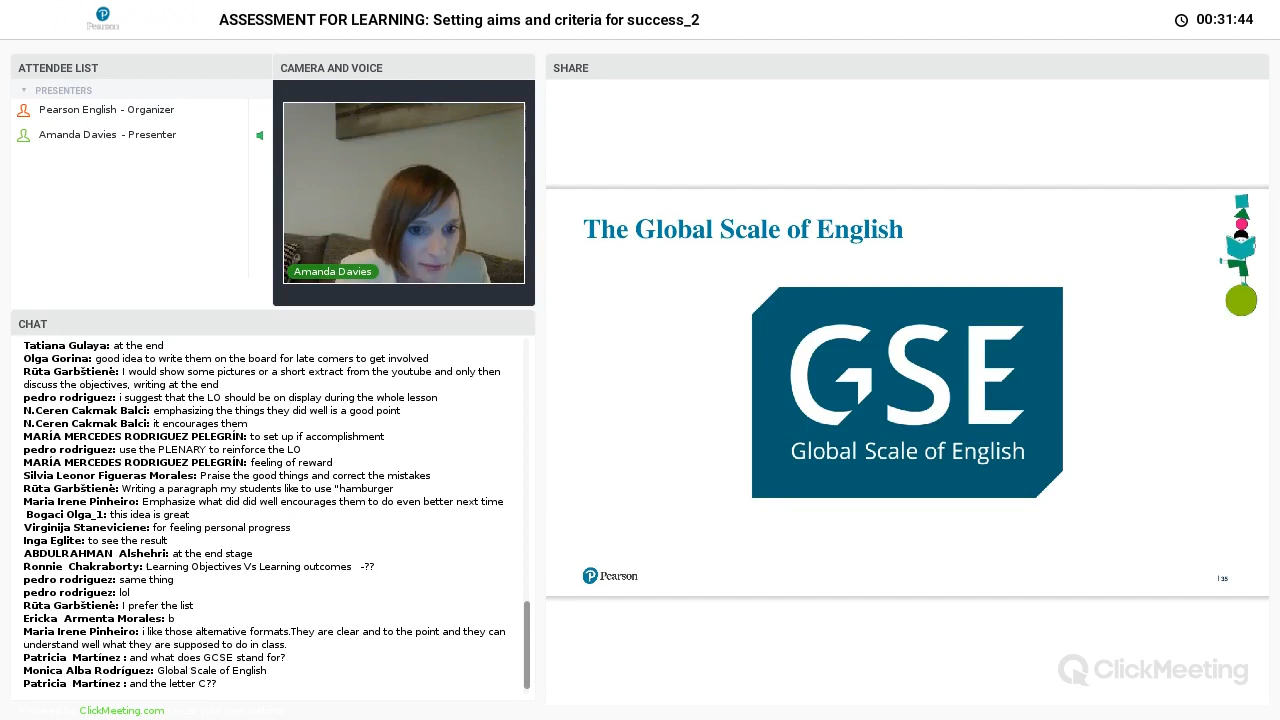 Pearson
ASSESSMENT FOR LEARNING: Setting aims and criteria for success_2
00:31:44
ATTENDEE LIST
PRESENTERS
Pearson English - Organizer
Amanda Davies - Presenter
CAMERA AND VOICE
Amanda Davies
CHAT
Tatiana Gulaya: at the end
Olga Gorina: good idea to write them on the board for late comers to get involved
Rūta Garbštienė: I would show some pictures or a short extract from the youtube and only then
discuss the objectives, writing at the end
pedro rodriguez: i suggest that the LO should be on display during the whole lesson
N.Ceren Cakmak Balci: emphasizing the things they did well is a good point
N.Ceren Cakmak Balci: it encourages them
MARÍA MERCEDES RODRIGUEZ PELEGRÍN: to set up if accomplishment
pedro rodriguez: use the PLENARY to reinforce the LO
MARÍA MERCEDES RODRIGUEZ PELEGRÍN: feeling of reward
Silvia Leonor Figueras Morales: Praise the good things and correct the mistakes
Rūta Garbštienė: Writing a paragraph my students like to use "hamburger
Maria Irene Pinheiro: Emphasize what did did well encourages them to do even better next time
Bogaci Olga_1: this idea is great
Virginija Staneviciene: for feeling personal progress
Inga Eglite: to see the result
ABDULRAHMAN Alshehri: at the end stage
Ronnie Chakraborty: Learning Objectives Vs Learning outcomes -??
pedro rodriguez: same thing
pedro rodriguez: lol
Rūta Garbštienė: I prefer the list
Ericka Armenta Morales: b
Maria Irene Pinheiro: i like those alternative formats.They are clear and to the point and they can
understand well what they are supposed to do in class.
Patricia Martínez : and what does GCSE stand for?
Monica Alba Rodríguez: Global Scale of English
Patricia Martínez : and the letter C??
ClickMeeting.com
SHARE
The Global Scale of English
GSE
Global Scale of English
Pearson
| 35
ClickMeeting